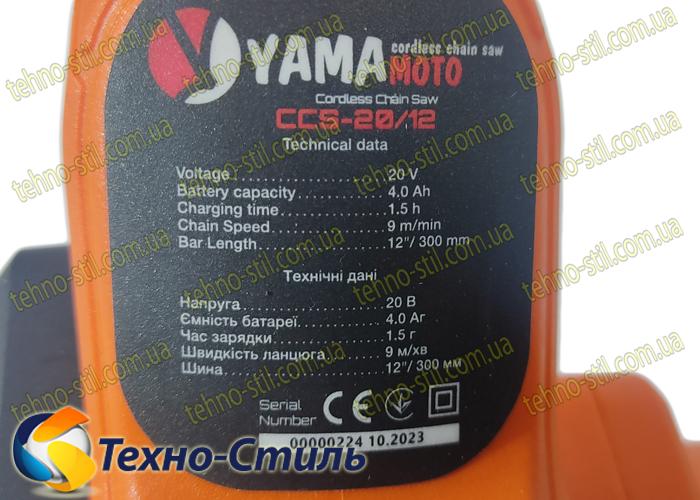 YAMA MOTO
cordless chain saw
Cordless Chain Saw
CCS-20/12
Technical data
Voltage 20 V
Battery capacity 4.0 Ah
Charging time 1.5 h
Chain Speed 9 m/min
Bar Length 12"/ 300 mm
Технічні дані
Напруга 20 В
Ємність батареї 4.0 Аг
Час зарядки 1.5 г
Швидкість ланцюга 9 м/хв
Шина 12"/ 300 мм
Serial
Number
CE
00000224 10.2023
Техно-Стиль
tehno-stil.com.ua